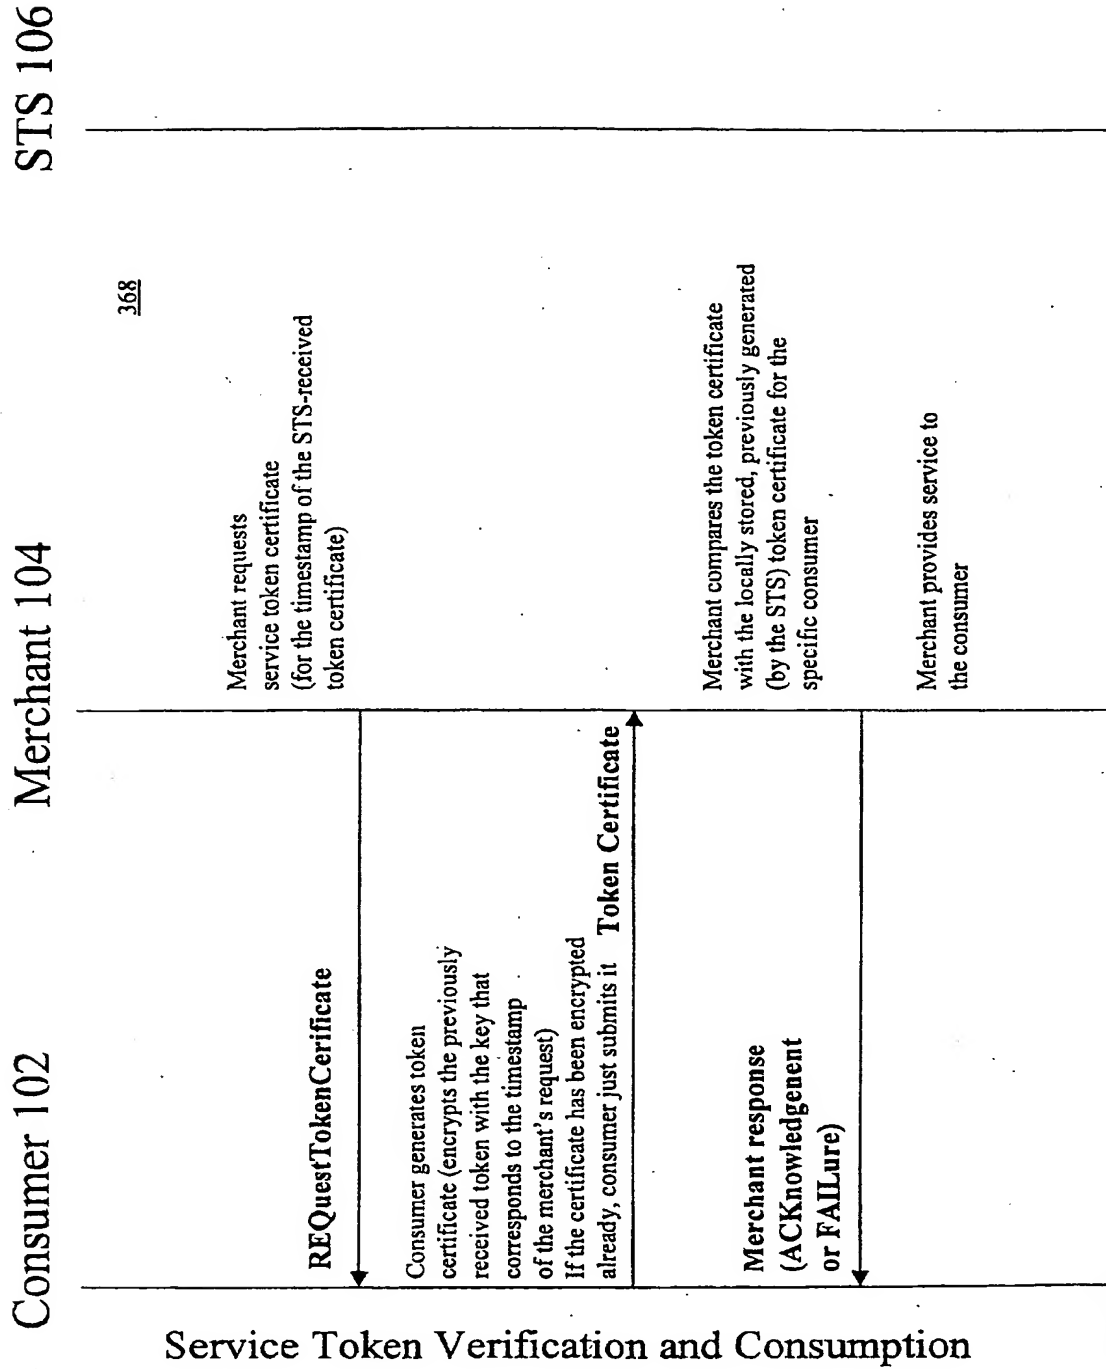 Consumer 102
Merchant 104
STS 106
368
Merchant requests
service token certificate
(for the timestamp of the STS-received
token certificate)
REQuestTokenCerificate
Consumer generates token
certificate (encrypts the previously
received token with the key that
corresponds to the timestamp
of the merchant's request)
If the certificate has been encrypted
already, consumer just submits it
Token Certificate
Merchant compares the token certificate
with the locally stored, previously generated
(by the STS) token certificate for the
specific consumer
Merchant response
(ACKnowledgenent
or FAILure)
Merchant provides service to
the consumer
Service Token Verification and Consumption